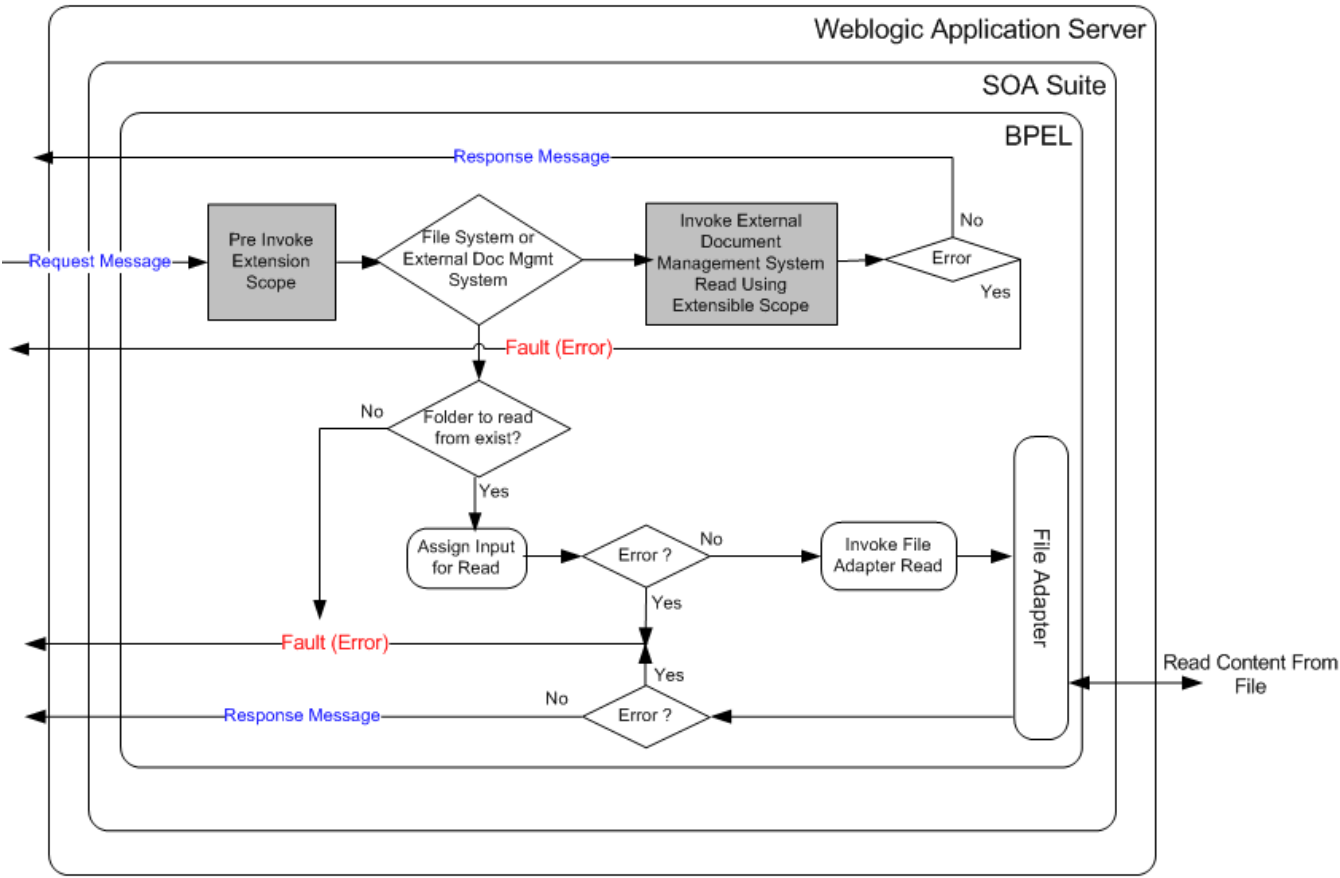 Weblogic Application Server
SOA Suite
BPEL
Response Message
Request Message
Pre Invoke
Extension
Scope
File System or
External Doc Mgmt
System
Invoke External
Document
Management System
Read Using
Extensible Scope
No
Error
Yes
Fault (Error)
No
Folder to read
from exist?
Yes
Assign Input
for Read
Error ?
No
Invoke File
Adapter Read
File Adapter
Yes
Fault (Error)
Yes
Read Content From
File
No
Response Message
Error ?